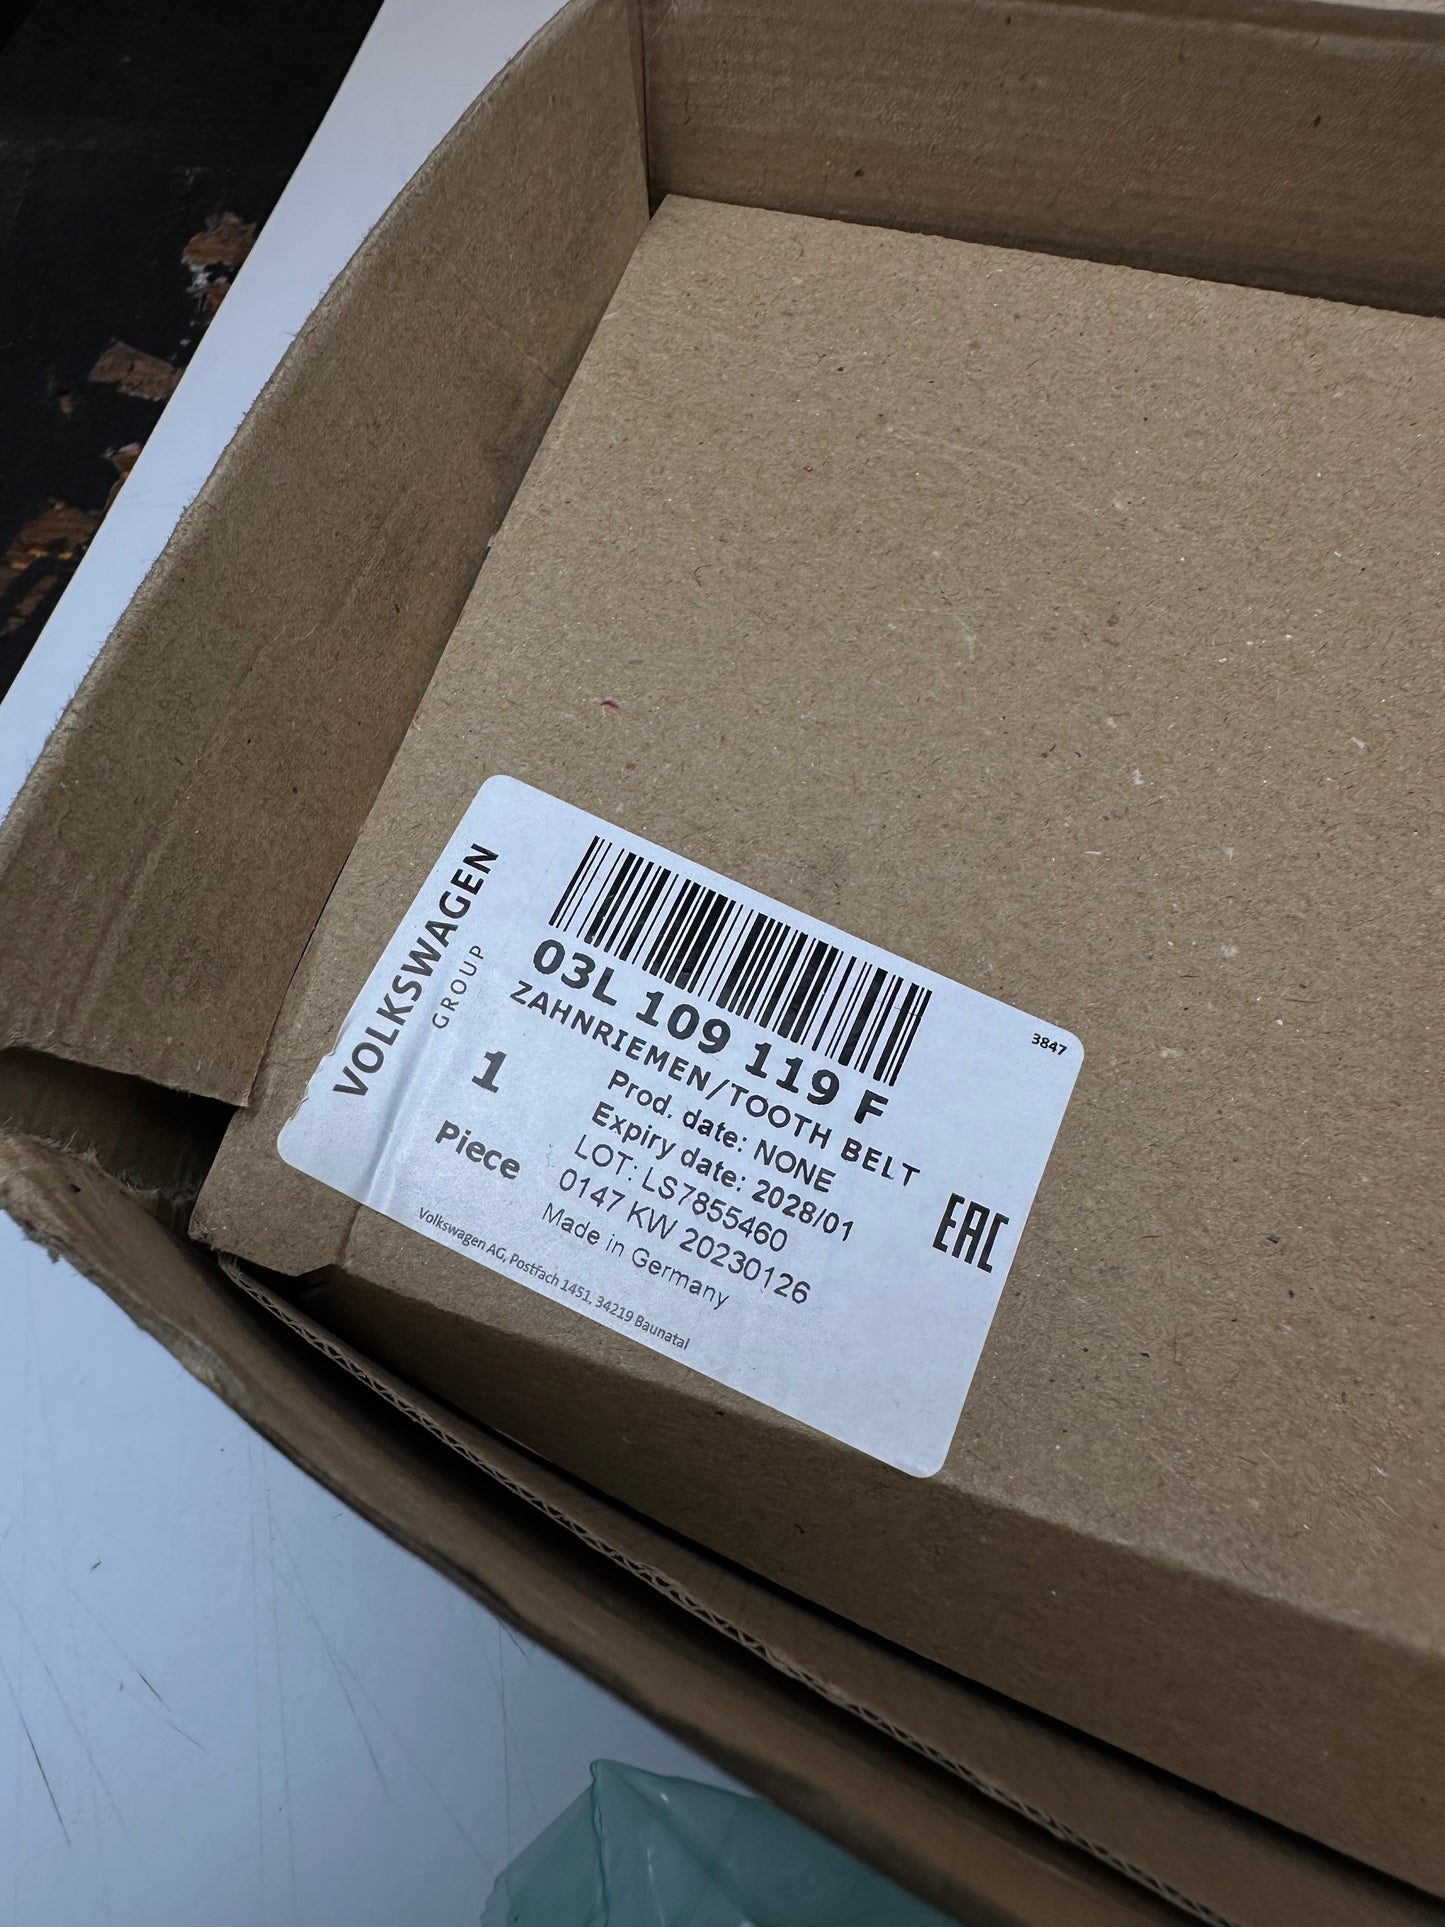 VOLKSWAGEN
GROUP
03L 109 119 F
3847
ZAHNRIEMEN/TOOTH BELT
1
Piece
Prod. date: NONE
Expiry date: 2028/01
LOT: LS7855460
0147 KW 20230126
Made in Germany
EAC
Volkswagen AG, Postfach 1451, 34219 Baunatal